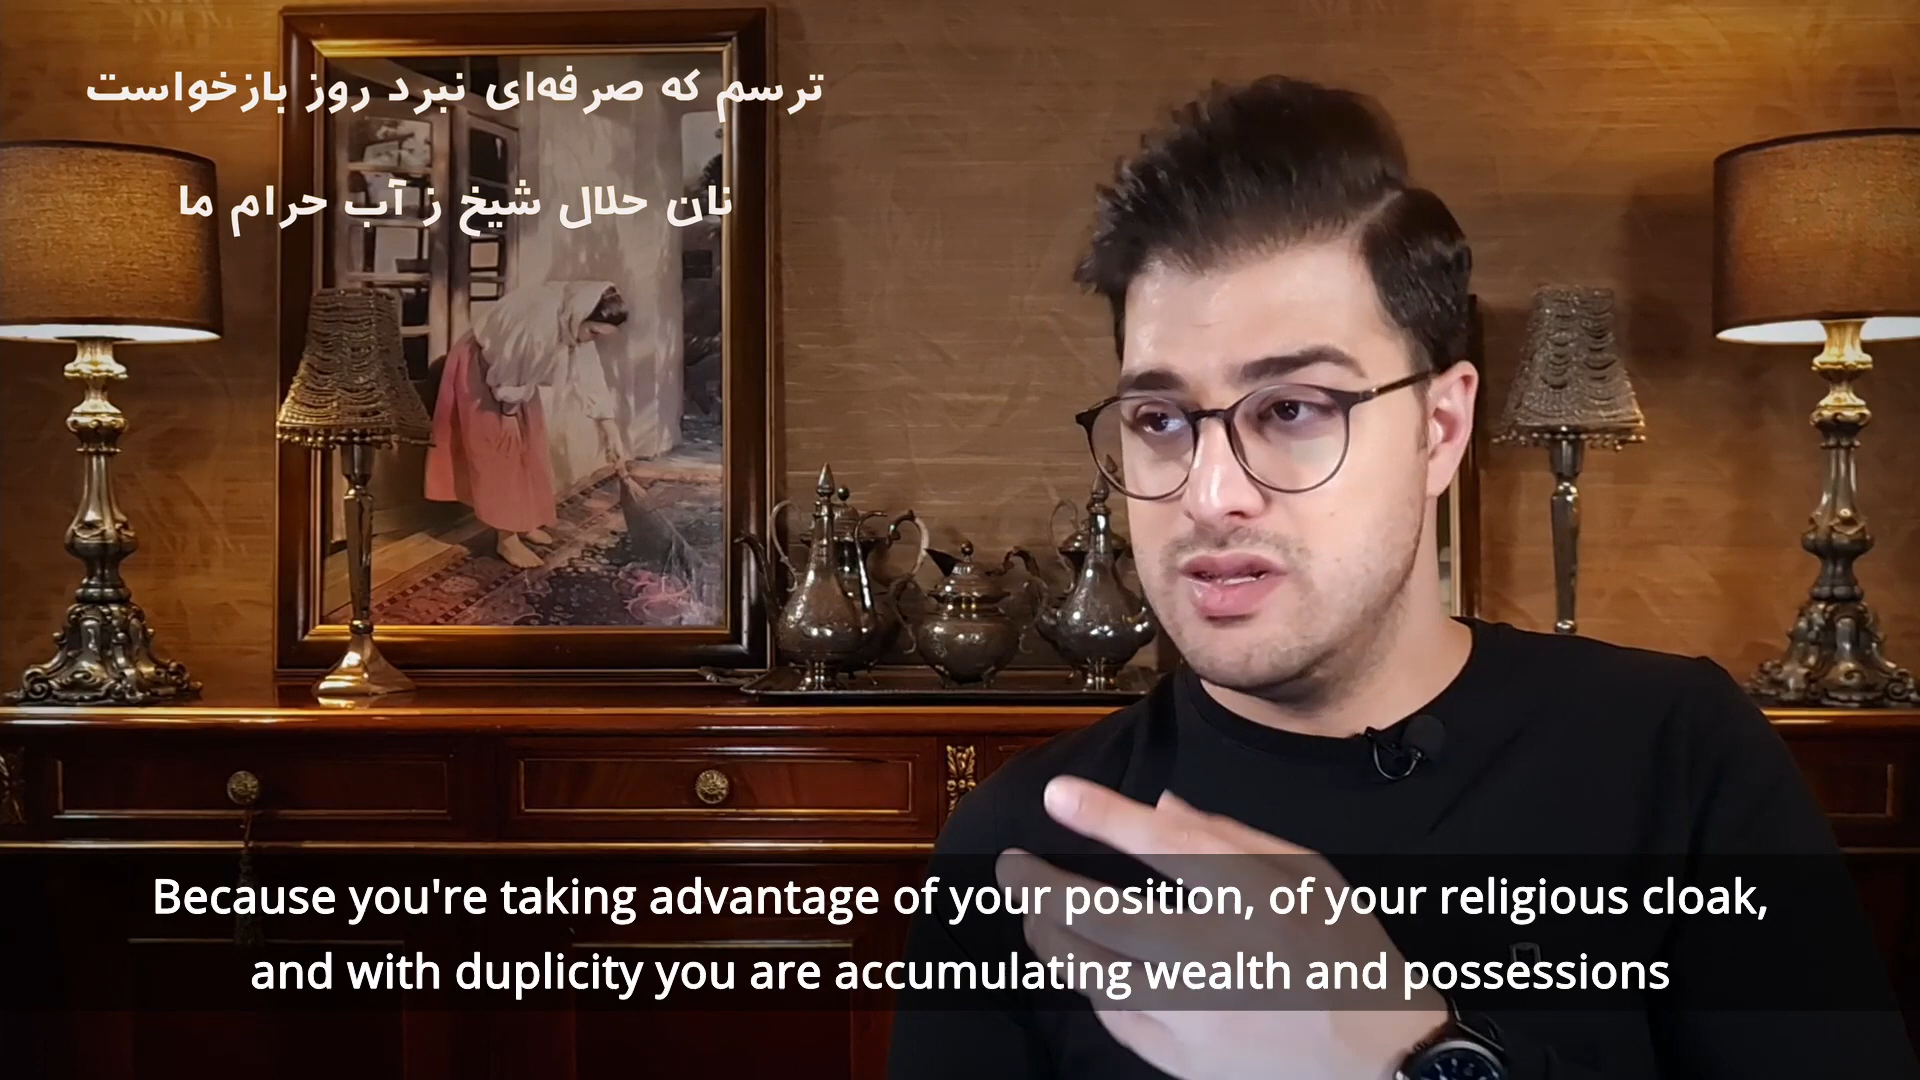 ترسم که صرفه‌ای نبرد روز بازخواست
نان حلال شیخ ز آب حرام ما
Because you're taking advantage of your position, of your religious cloak,
and with duplicity you are accumulating wealth and possessions